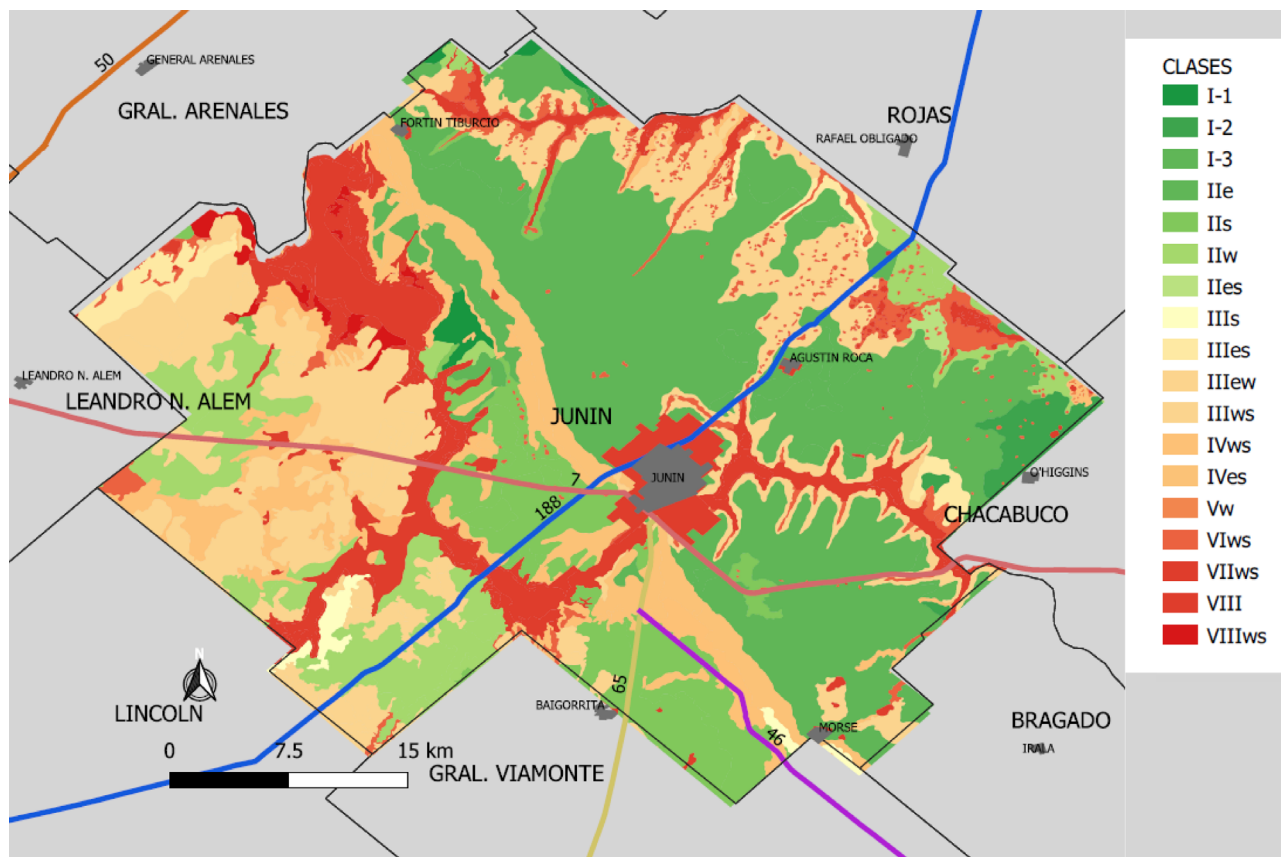 50
GENERAL ARENALES
GRAL. ARENALES
FORTIN TIBURCIO
ROJAS
RAFAEL OBLIGADO
LEANDRO N. ALEM
LEANDRO N. ALEM
AGUSTIN ROCA
JUNIN
JUNIN
7
188
O'HIGGINS
CHACABUCO
N
LINCOLN
BAIGORRITA
65
46
MORSE
BRAGADO
IRALA
0 7.5 15 km
GRAL. VIAMONTE
CLASES
I-1
I-2
I-3
IIe
IIs
IIw
IIes
IIIs
IIIes
IIIew
IIIws
IVws
IVes
Vw
VIws
VIIws
VIII
VIIIws